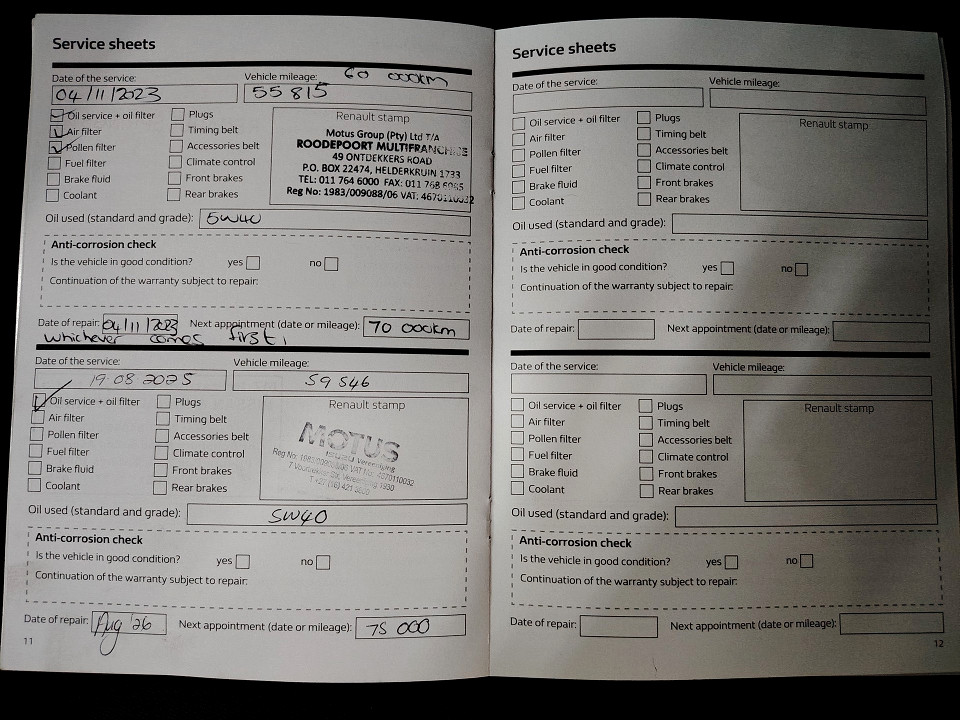 Service sheets
Date of the service: Vehicle mileage: 60 000km
04/11/2023 55 815
Oil service + oil filter Plugs Renault stamp
Air filter Timing belt
Pollen filter Accessories belt
Fuel filter Climate control
Brake fluid Front brakes
Coolant Rear brakes
Motus Group (Pty) Ltd T/A
ROODEPOORT MULTIFRANCHISE
49 ONTDEKKERS ROAD
P.O. BOX 22474, HELDERKRUIN 1733
TEL: 011 764 6000 FAX: 011 768 6085
Reg No: 1983/009088/06 VAT: 4670110032
Oil used (standard and grade): 5W40
Anti-corrosion check
Is the vehicle in good condition? yes no
Continuation of the warranty subject to repair:
Date of repair: 04/11/2023 Next appointment (date or mileage): 70 000km
whichever comes first!
Date of the service: Vehicle mileage:
19.08 2025 59 546
Oil service + oil filter Plugs Renault stamp
Air filter Timing belt
Pollen filter Accessories belt
Fuel filter Climate control
Brake fluid Front brakes
Coolant Rear brakes
MOTUS
ISUZU Vereeniging
Reg No: 1983/009088/06 VAT No: 4670110032
Vereeniging 1930
Oil used (standard and grade): 5W40
Anti-corrosion check
Is the vehicle in good condition? yes no
Continuation of the warranty subject to repair:
Date of repair: Aug '26 Next appointment (date or mileage): 75 000
11
Service sheets
Date of the service: Vehicle mileage:
Oil service + oil filter Plugs Renault stamp
Air filter Timing belt
Pollen filter Accessories belt
Fuel filter Climate control
Brake fluid Front brakes
Coolant Rear brakes
Oil used (standard and grade):
Anti-corrosion check
Is the vehicle in good condition? yes no
Continuation of the warranty subject to repair:
Date of repair: Next appointment (date or mileage):
Date of the service: Vehicle mileage:
Oil service + oil filter Plugs Renault stamp
Air filter Timing belt
Pollen filter Accessories belt
Fuel filter Climate control
Brake fluid Front brakes
Coolant Rear brakes
Oil used (standard and grade):
Anti-corrosion check
Is the vehicle in good condition? yes no
Continuation of the warranty subject to repair:
Date of repair: Next appointment (date or mileage):
12